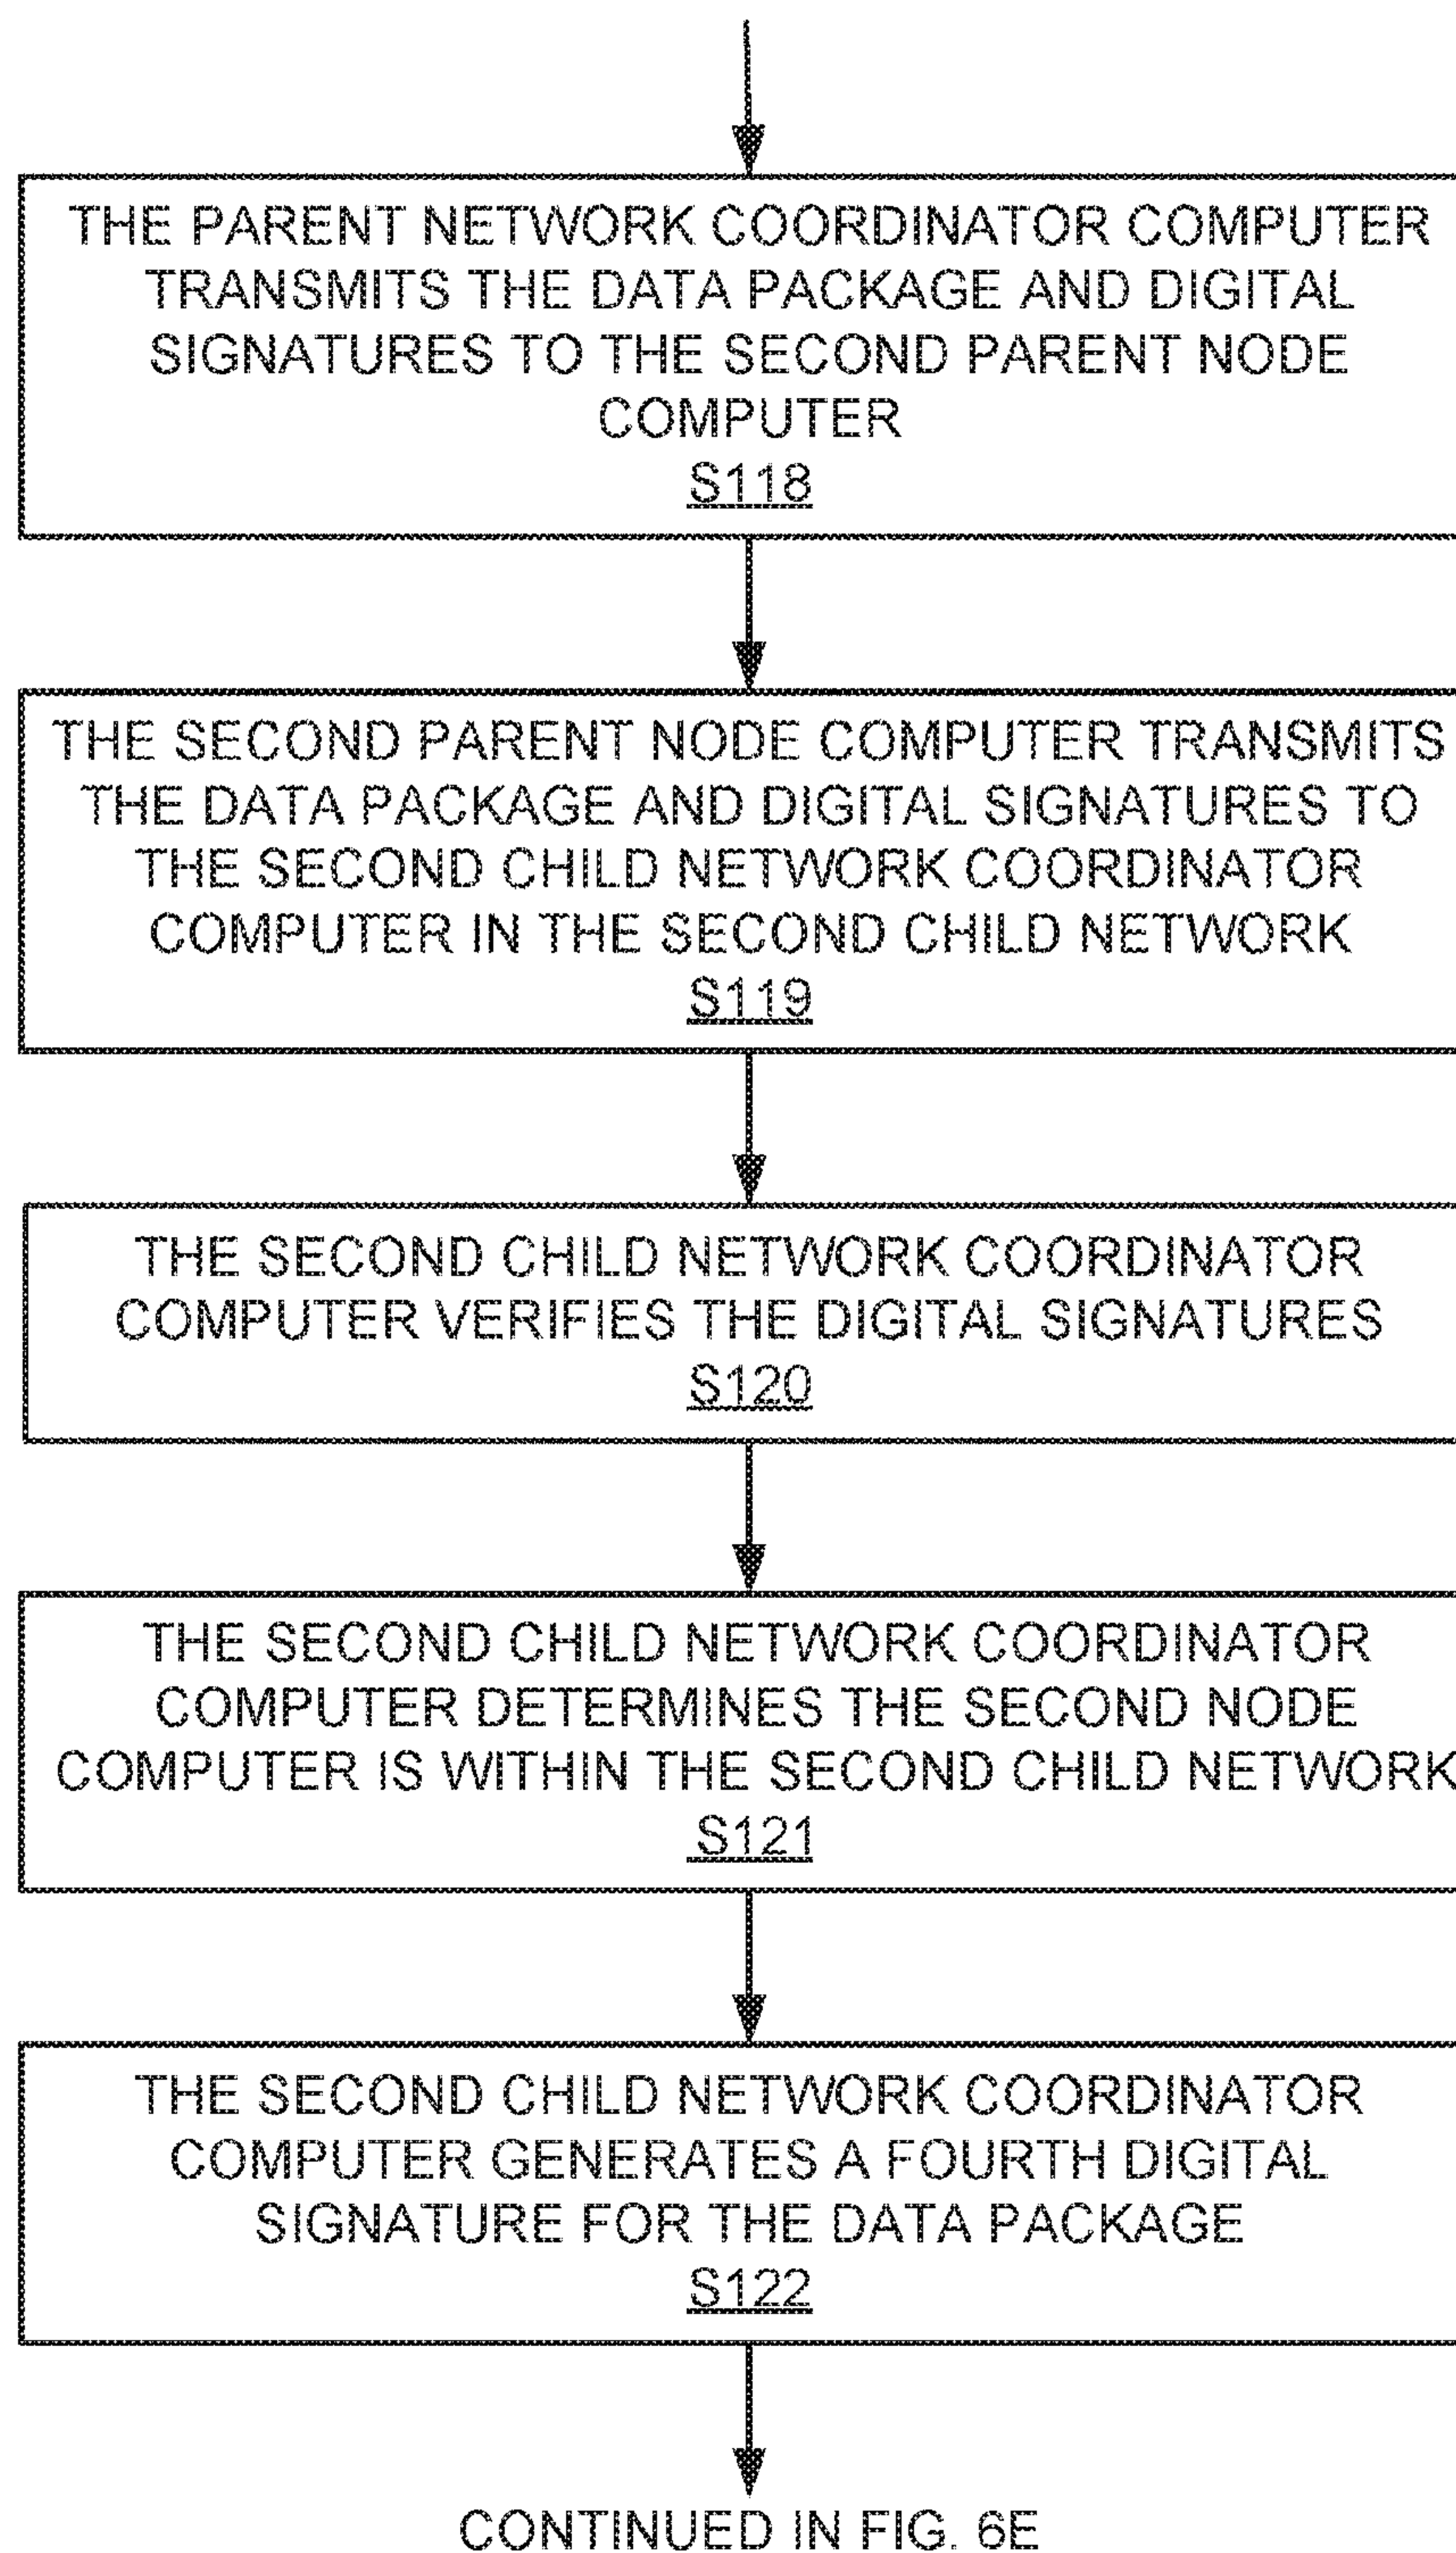 THE PARENT NETWORK COORDINATOR COMPUTER
TRANSMITS THE DATA PACKAGE AND DIGITAL
SIGNATURES TO THE SECOND PARENT NODE
COMPUTER
S118
THE SECOND PARENT NODE COMPUTER TRANSMITS
THE DATA PACKAGE AND DIGITAL SIGNATURES TO
THE SECOND CHILD NETWORK COORDINATOR
COMPUTER IN THE SECOND CHILD NETWORK
S119
THE SECOND CHILD NETWORK COORDINATOR
COMPUTER VERIFIES THE DIGITAL SIGNATURES
S120
THE SECOND CHILD NETWORK COORDINATOR
COMPUTER DETERMINES THE SECOND NODE
COMPUTER IS WITHIN THE SECOND CHILD NETWORK
S121
THE SECOND CHILD NETWORK COORDINATOR
COMPUTER GENERATES A FOURTH DIGITAL
SIGNATURE FOR THE DATA PACKAGE
S122
CONTINUED IN FIG. 6E